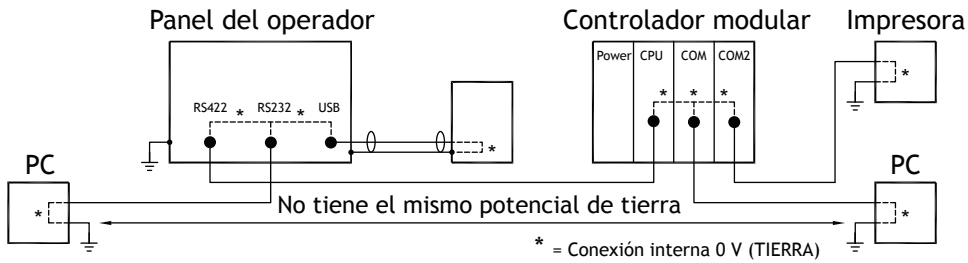 Panel del operador
Controlador modular
Impresora
Power CPU COM COM2
RS422 RS232 USB
* *
* * *
*
*
PC
PC
*
*
No tiene el mismo potencial de tierra
* = Conexión interna 0 V (TIERRA)